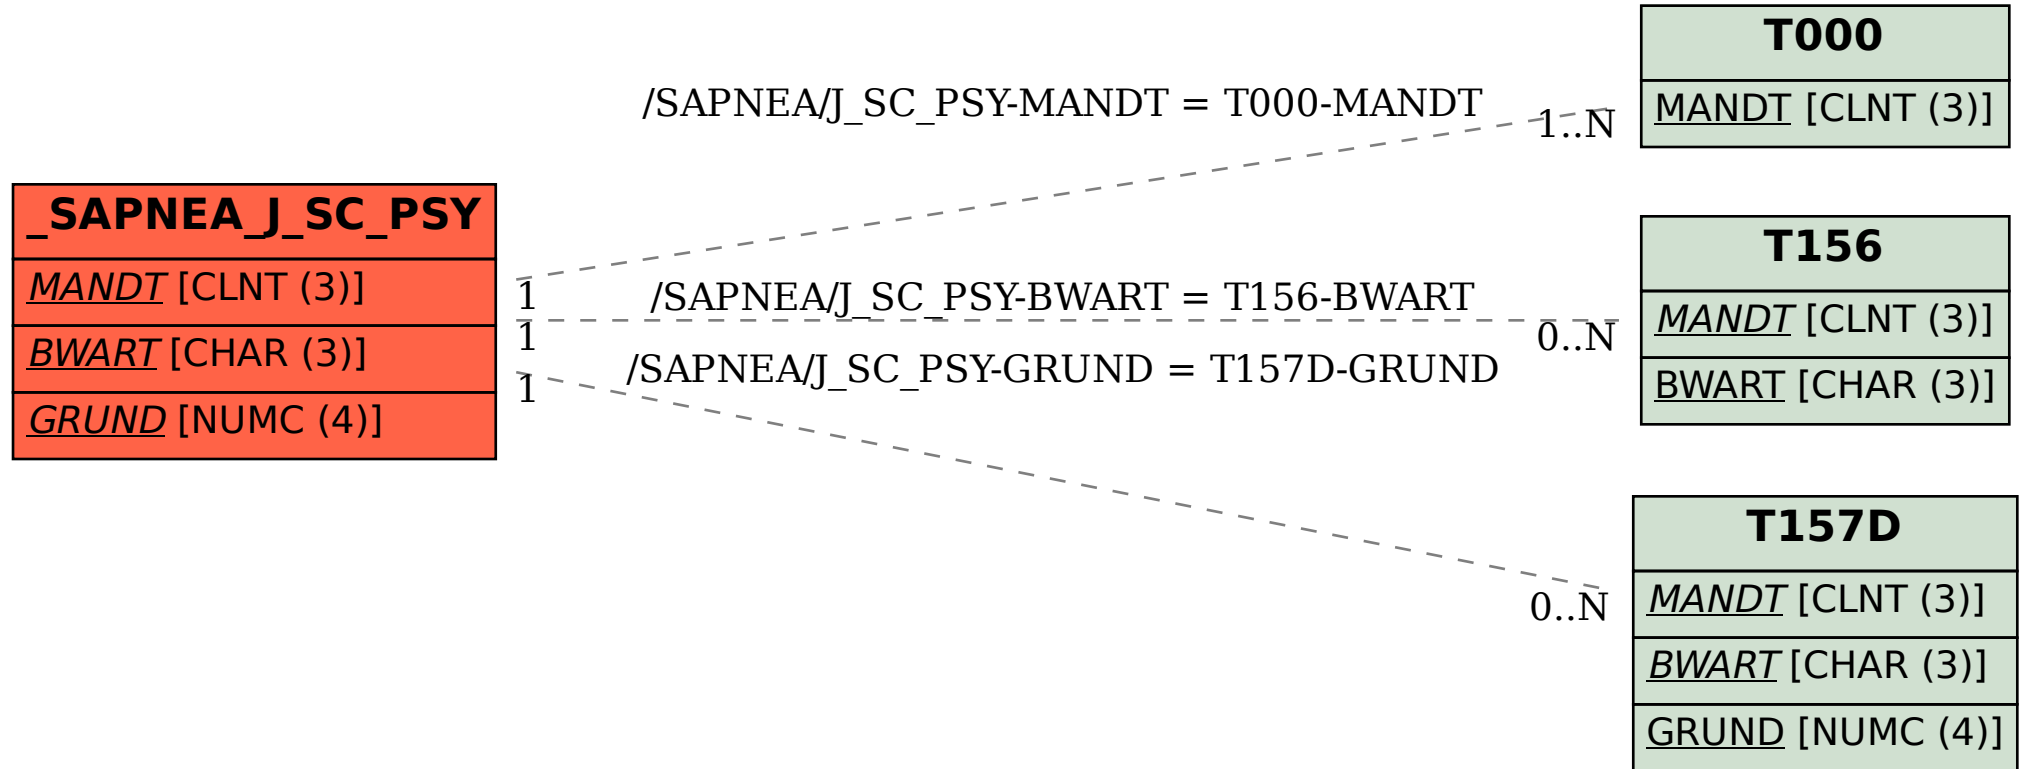 _SAPNEA_J_SC_PSY
MANDT [CLNT (3)]
BWART [CHAR (3)]
GRUND [NUMC (4)]
/SAPNEA/J_SC_PSY-MANDT = T000-MANDT
1
1..N
/SAPNEA/J_SC_PSY-BWART = T156-BWART
1
0..N
/SAPNEA/J_SC_PSY-GRUND = T157D-GRUND
1
0..N
T000
MANDT [CLNT (3)]
T156
MANDT [CLNT (3)]
BWART [CHAR (3)]
T157D
MANDT [CLNT (3)]
BWART [CHAR (3)]
GRUND [NUMC (4)]